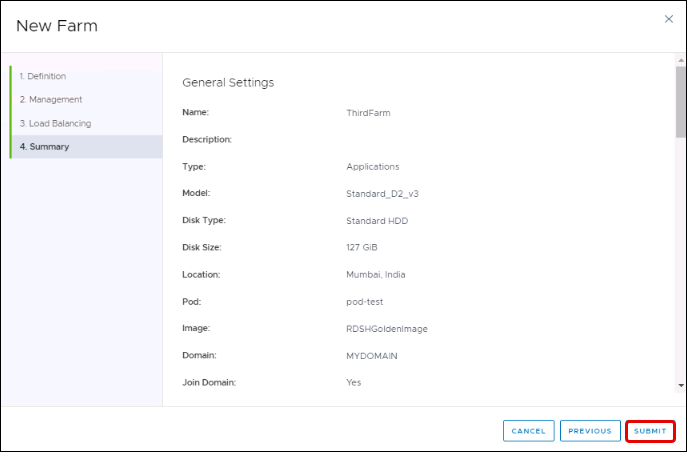 New Farm
1. Definition
2. Management
3. Load Balancing
4. Summary
General Settings
Name: ThirdFarm
Description:
Type: Applications
Model: Standard_D2_v3
Disk Type: Standard HDD
Disk Size: 127 GiB
Location: Mumbai, India
Pod: pod-test
Image: RDSHGoldenImage
Domain: MYDOMAIN
Join Domain: Yes
CANCEL PREVIOUS SUBMIT